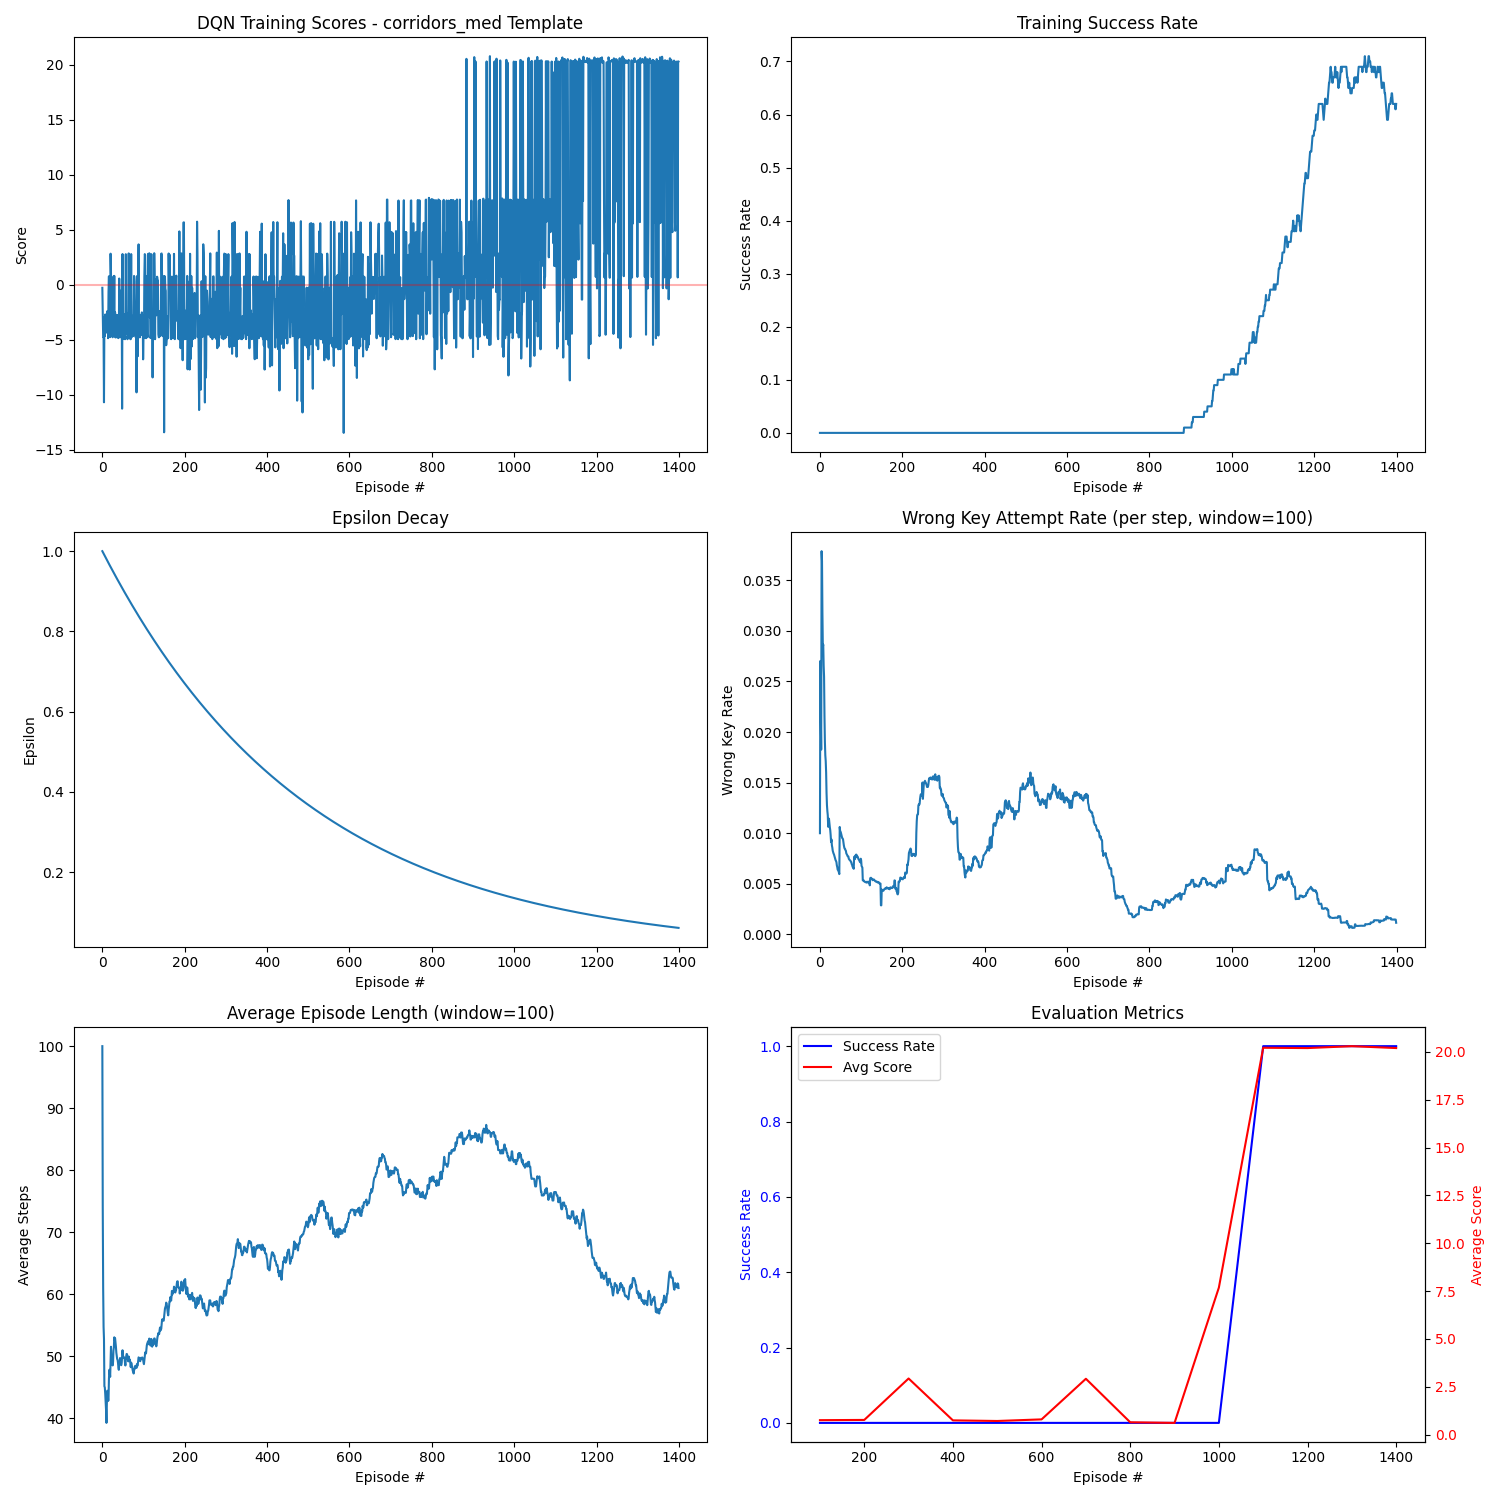 DQN Training Scores - corridors_med Template
20
15
10
5
0
−5
−10
−15
Score
0 200 400 600 800 1000 1200 1400
Episode #
Training Success Rate
0.7
0.6
0.5
0.4
0.3
0.2
0.1
0.0
Success Rate
0 200 400 600 800 1000 1200 1400
Episode #
Epsilon Decay
1.0
0.8
0.6
0.4
0.2
Epsilon
0 200 400 600 800 1000 1200 1400
Episode #
Wrong Key Attempt Rate (per step, window=100)
0.035
0.030
0.025
0.020
0.015
0.010
0.005
0.000
Wrong Key Rate
0 200 400 600 800 1000 1200 1400
Episode #
Average Episode Length (window=100)
100
90
80
70
60
50
40
Average Steps
0 200 400 600 800 1000 1200 1400
Episode #
Evaluation Metrics
Success Rate
Avg Score
1.0
0.8
0.6
0.4
0.2
0.0
Success Rate
20.0
17.5
15.0
12.5
10.0
7.5
5.0
2.5
0.0
Average Score
200 400 600 800 1000 1200 1400
Episode #